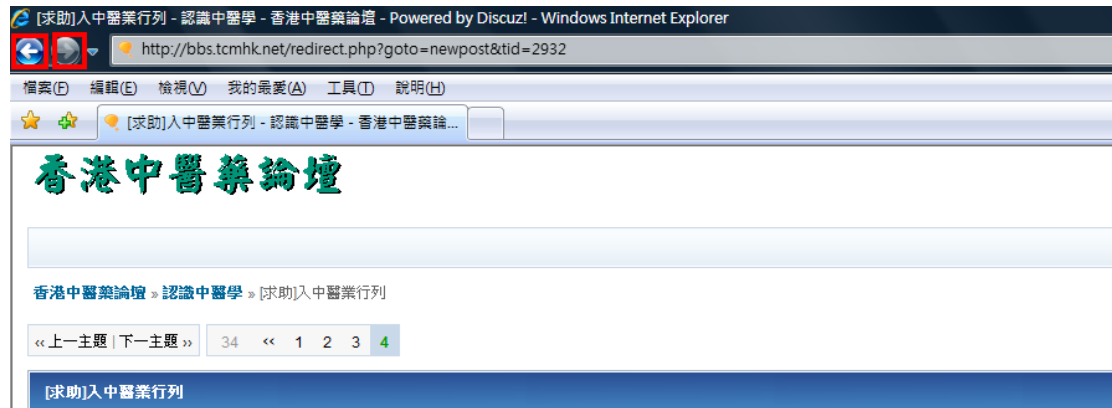 [求助]入中醫業行列 - 認識中醫學 - 香港中醫藥論壇 - Powered by Discuz! - Windows Internet Explorer
http://bbs.tcmhk.net/redirect.php?goto=newpost&tid=2932
檔案(F) 編輯(E) 檢視(V) 我的最愛(A) 工具(T) 說明(H)
[求助]入中醫業行列 - 認識中醫學 - 香港中醫藥論...
香港中醫藥論壇
香港中醫藥論壇 » 認識中醫學 » [求助]入中醫業行列
‹‹ 上一主題 | 下一主題 ›› 34 ‹‹ 1 2 3 4
[求助]入中醫業行列